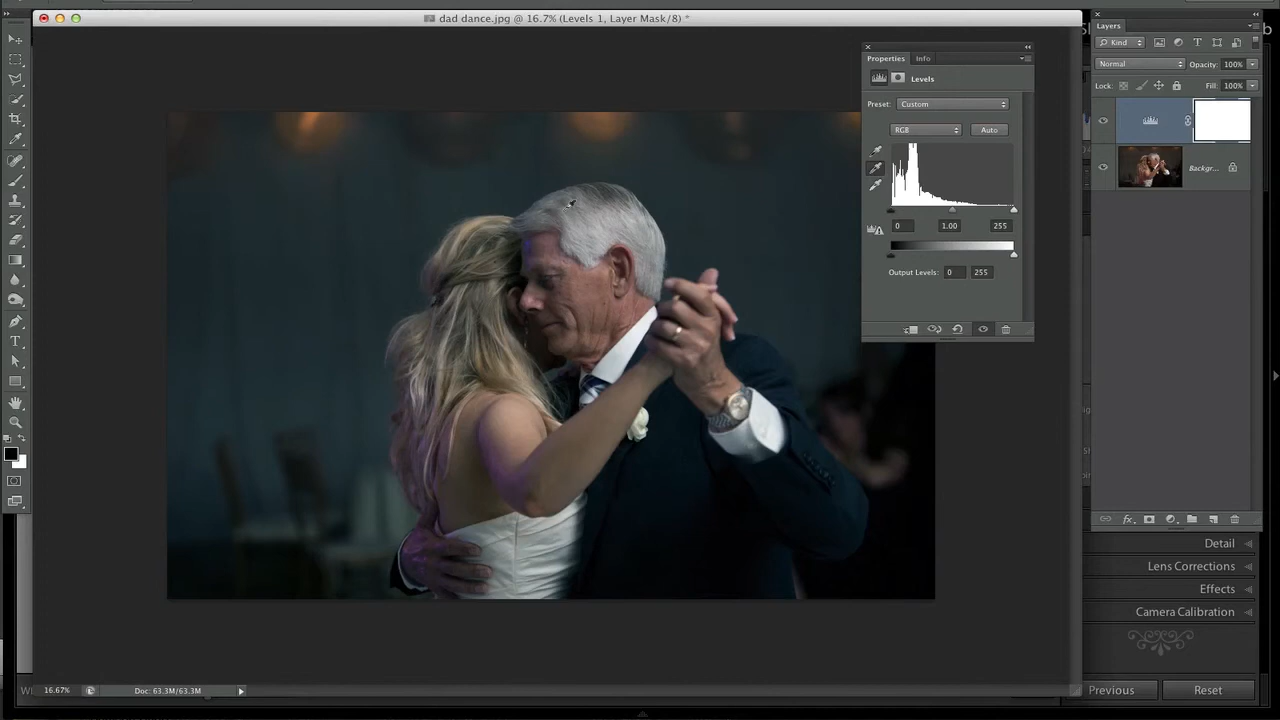 dad dance.jpg @ 16.7% (Levels 1, Layer Mask/8) *
Properties
Info
Levels
Preset:
Custom
RGB
Auto
0
1.00
255
Output Levels:
0
255
Layers
Kind
Normal
Opacity:
100%
Lock:
Fill:
100%
Backgr...
fx
Detail
Lens Corrections
Effects
Camera Calibration
Previous
Reset
16.67%
Doc: 63.3M/63.3M